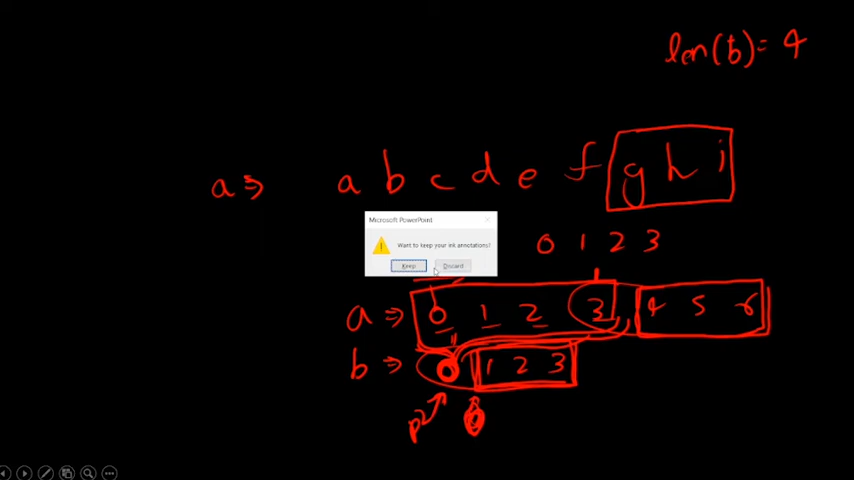 len(b)= 4
a⇒ a b c d e f g h i
Microsoft PowerPoint
Want to keep your ink annotations?
Keep Discard
0 1 2 3
a ⇒ 0 1 2 3 4 5 6
b ⇒ 0 1 2 3
p